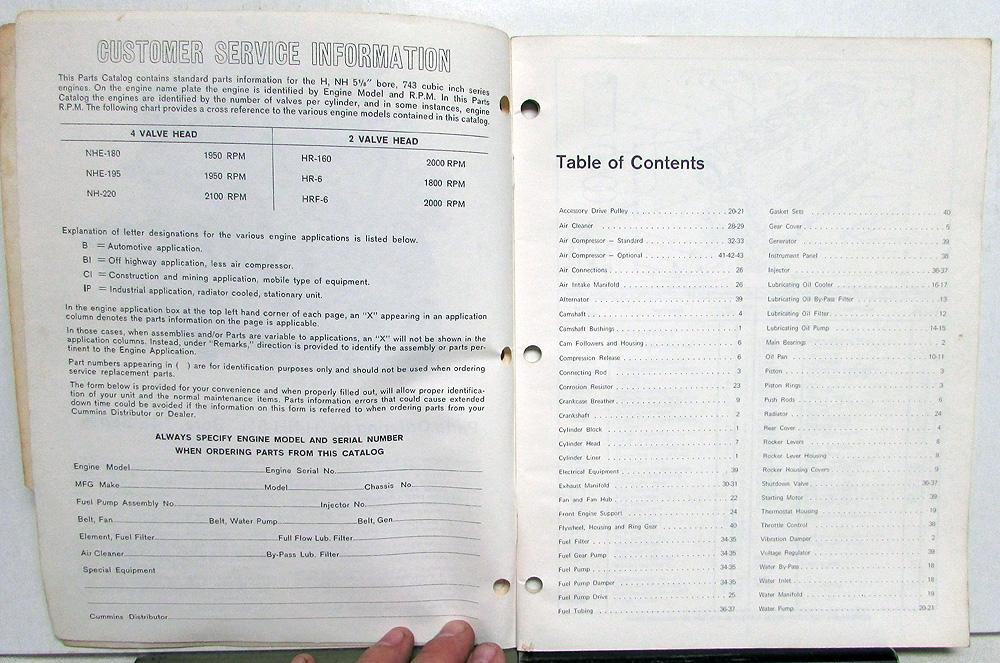 CUSTOMER SERVICE INFORMATION
This Parts Catalog contains standard parts information for the H, NH 5⅛" bore, 743 cubic inch series
engines. On the engine name plate the engine is identified by Engine Model and R.P.M. In this Parts
Catalog the engines are identified by the number of valves per cylinder, and in some instances, engine
R.P.M. The following chart provides a cross reference to the various engine models contained in this catalog.
4 VALVE HEAD 2 VALVE HEAD
NHE-180 1950 RPM HR-160 2000 RPM
NHE-195 1950 RPM HR-6 1800 RPM
NH-220 2100 RPM HRF-6 2000 RPM
Explanation of letter designations for the various engine applications is listed below.
B = Automotive application.
BI = Off highway application, less air compressor.
CI = Construction and mining application, mobile type of equipment.
IP = Industrial application, radiator cooled, stationary unit.
In the engine application box at the top left hand corner of each page, an "X" appearing in an application
column denotes the parts information on the page is applicable.
In those cases, when assemblies and/or Parts are variable to applications, an "X" will not be shown in the
application columns. Instead, under "Remarks," direction is provided to identify the assembly or parts per-
tinent to the Engine Application.
Part numbers appearing in ( ) are for identification purposes only and should not be used when ordering
service replacement parts.
The form below is provided for your convenience and when properly filled out, will allow proper identifica-
tion of your unit and the normal maintenance items. Parts information errors that could cause extended
down time could be avoided if the information on this form is referred to when ordering parts from your
Cummins Distributor or Dealer.
ALWAYS SPECIFY ENGINE MODEL AND SERIAL NUMBER
WHEN ORDERING PARTS FROM THIS CATALOG
Engine Model Engine Serial No.
MFG Make Model Chassis No.
Fuel Pump Assembly No. Injector No.
Belt, Fan Belt, Water Pump Belt, Gen
Element, Fuel Filter Full Flow Lub. Filter
Air Cleaner By-Pass Lub. Filter
Special Equipment
Cummins Distributor
Table of Contents
Accessory Drive Pulley 20-21
Air Cleaner 28-29
Air Compressor — Standard 32-33
Air Compressor — Optional 41-42-43
Air Connections 26
Air Intake Manifold 26
Alternator 39
Camshaft 4
Camshaft Bushings 1
Cam Followers and Housing 6
Compression Release 6
Connecting Rod 3
Corrosion Resistor 23
Crankcase Breather 9
Crankshaft 2
Cylinder Block 1
Cylinder Head 7
Cylinder Liner 1
Electrical Equipment 39
Exhaust Manifold 30-31
Fan and Fan Hub 22
Front Engine Support 24
Flywheel, Housing and Ring Gear 40
Fuel Filter 34-35
Fuel Gear Pump 34-35
Fuel Pump 34-35
Fuel Pump Damper 34-35
Fuel Pump Drive 25
Fuel Tubing 36-37
Gasket Sets 40
Gear Cover 5
Generator 39
Instrument Panel 38
Injector 36-37
Lubricating Oil Cooler 16-17
Lubricating Oil By-Pass Filter 13
Lubricating Oil Filter 12
Lubricating Oil Pump 14-15
Main Bearings 2
Oil Pan 10-11
Piston 3
Piston Rings 3
Push Rods 6
Radiator 24
Rear Cover 4
Rocker Levers 8
Rocker Lever Housing 8
Rocker Housing Covers 9
Shutdown Valve 36-37
Starting Motor 39
Thermostat Housing 19
Throttle Control 38
Vibration Damper 2
Voltage Regulator 39
Water By-Pass 18
Water Inlet 18
Water Manifold 19
Water Pump 20-21